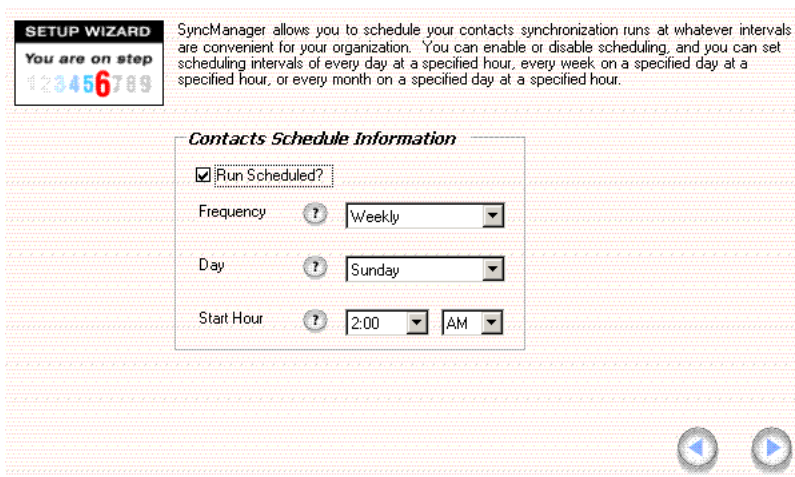 SETUP WIZARD
You are on step
123456789
SyncManager allows you to schedule your contacts synchronization runs at whatever intervals
are convenient for your organization. You can enable or disable scheduling, and you can set
scheduling intervals of every day at a specified hour, every week on a specified day at a
specified hour, or every month on a specified day at a specified hour.
Contacts Schedule Information
Run Scheduled?
Frequency ? Weekly
Day ? Sunday
Start Hour ? 2:00 AM